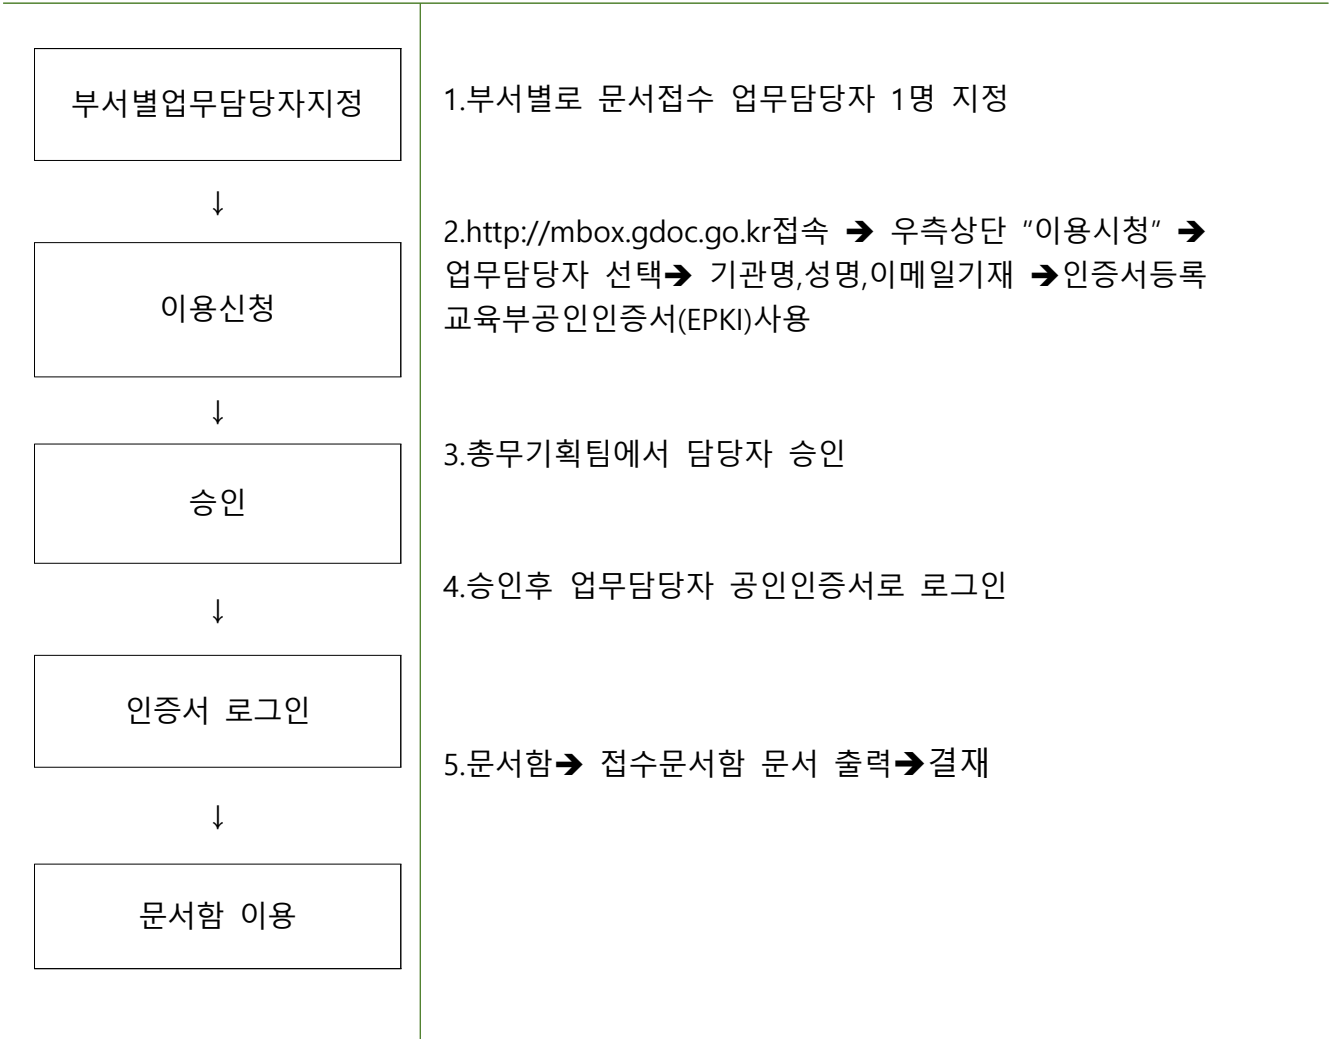 부서별업무담당자지정
↓
이용신청
↓
승인
↓
인증서 로그인
↓
문서함 이용
1.부서별로 문서접수 업무담당자 1명 지정
2.http://mbox.gdoc.go.kr접속 ➔ 우측상단 “이용시청” ➔
업무담당자 선택➔ 기관명,성명,이메일기재 ➔인증서등록
교육부공인인증서(EPKI)사용
3.총무기획팀에서 담당자 승인
4.승인후 업무담당자 공인인증서로 로그인
5.문서함➔ 접수문서함 문서 출력➔결재